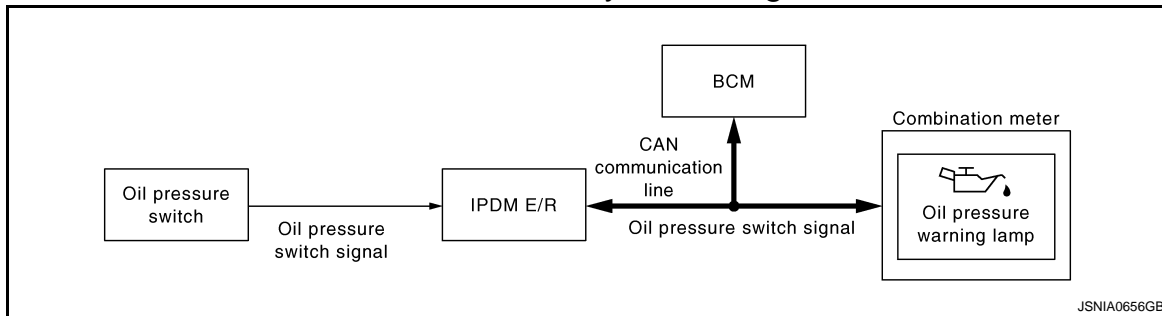 BCM
Combination meter
CAN
communication
line
Oil pressure
switch
Oil pressure
switch signal
IPDM E/R
Oil pressure switch signal
Oil pressure
warning lamp
JSNIA0656GB